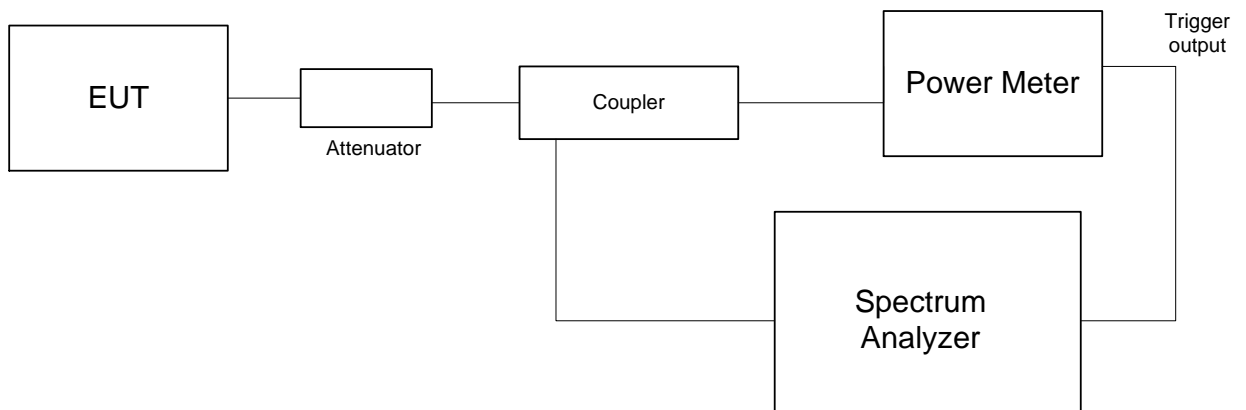 Trigger
output
EUT
Attenuator
Coupler
Power Meter
Spectrum
Analyzer